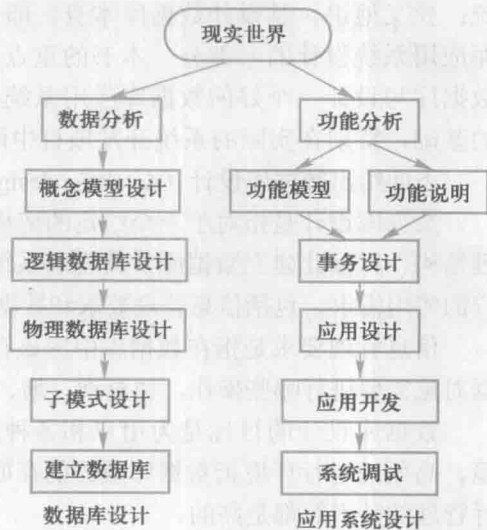 现实世界
数据分析
功能分析
概念模型设计
功能模型
功能说明
逻辑数据库设计
事务设计
物理数据库设计
应用设计
子模式设计
应用开发
建立数据库
系统调试
数据库设计
应用系统设计